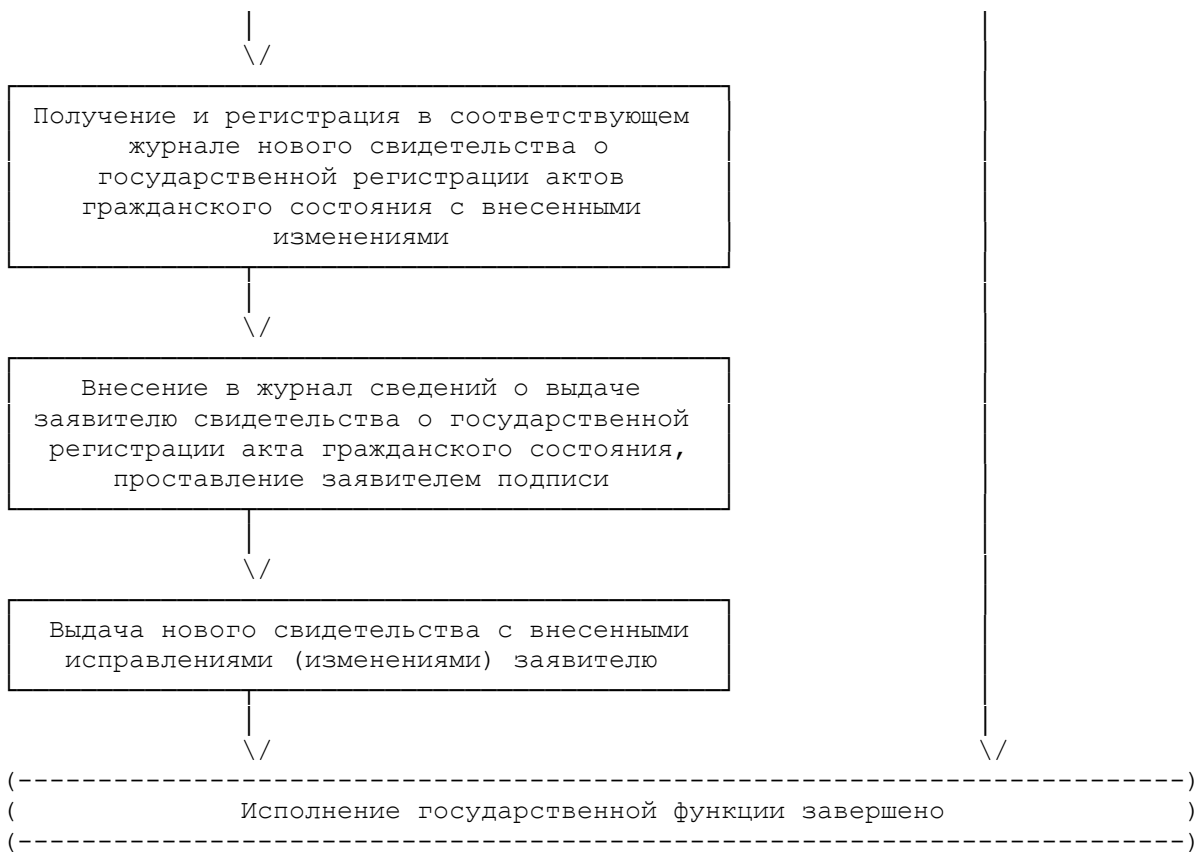 Получение и регистрация в соответствующем
журнале нового свидетельства о
государственной регистрации актов
гражданского состояния с внесенными
изменениями
Внесение в журнал сведений о выдаче
заявителю свидетельства о государственной
регистрации акта гражданского состояния,
проставление заявителем подписи
Выдача нового свидетельства с внесенными
исправлениями (изменениями) заявителю
Исполнение государственной функции завершено